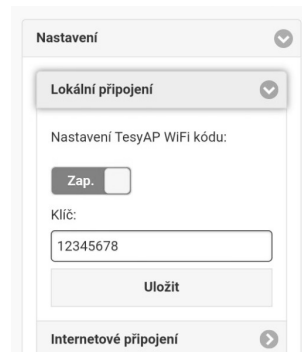 Nastavení
Lokální připojení
Nastavení TesyAP WiFi kódu:
Zap.
Klíč:
12345678
Uložit
Internetové připojení